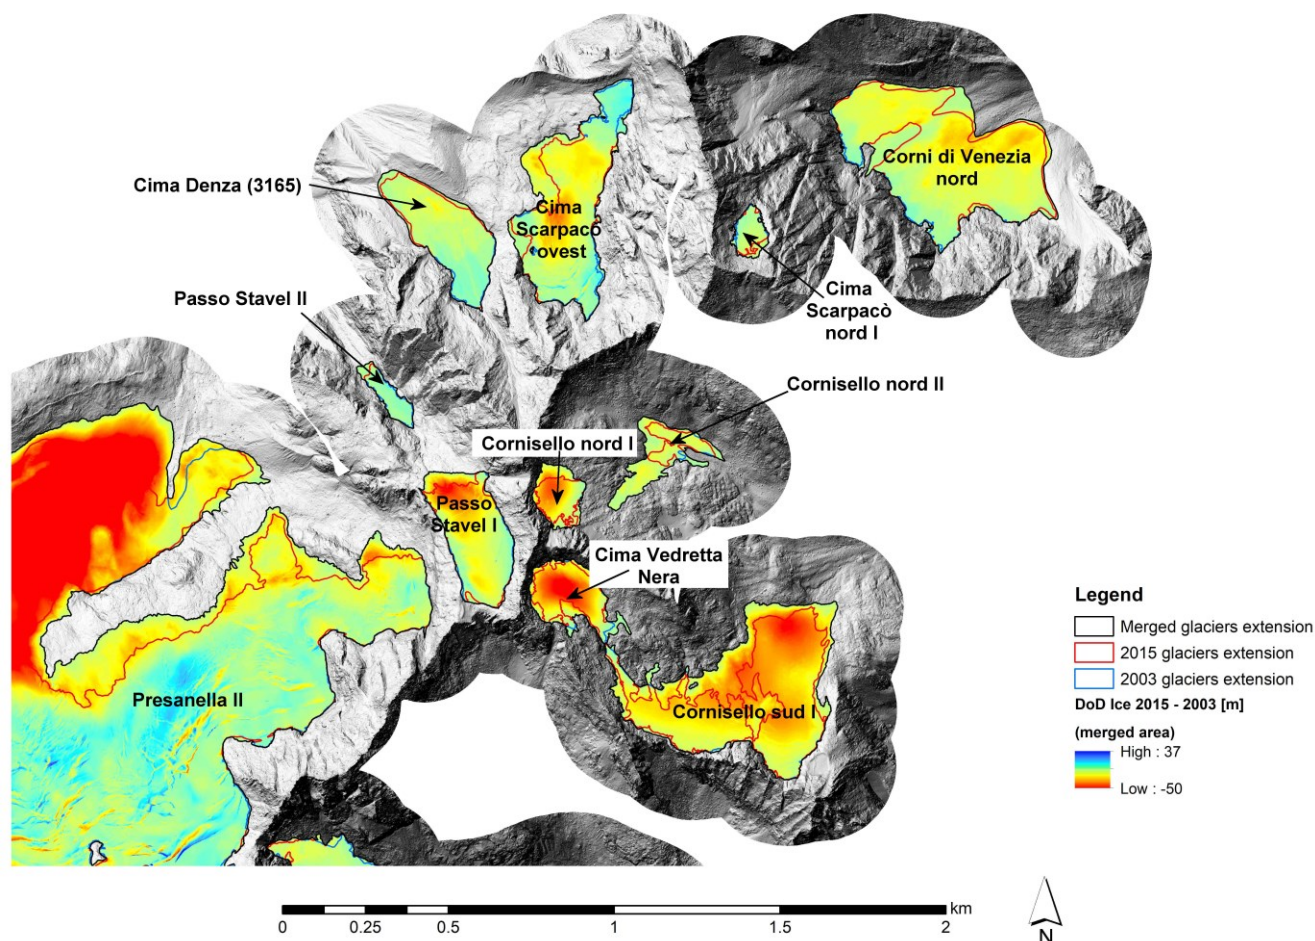 Corni di Venezia
nord
Cima Denza (3165)
Cima
Scarpacò
ovest
Passo Stavel II
Cima
Scarpacò
nord I
Cornisello nord II
Cornisello nord I
Passo
Stavel I
Cima Vedretta
Nera
Presanella II
Cornisello sud I
Legend
Merged glaciers extension
2015 glaciers extension
2003 glaciers extension
DoD Ice 2015 - 2003 [m]
(merged area)
High : 37
Low : -50
km
0 0.25 0.5 1 1.5 2
N